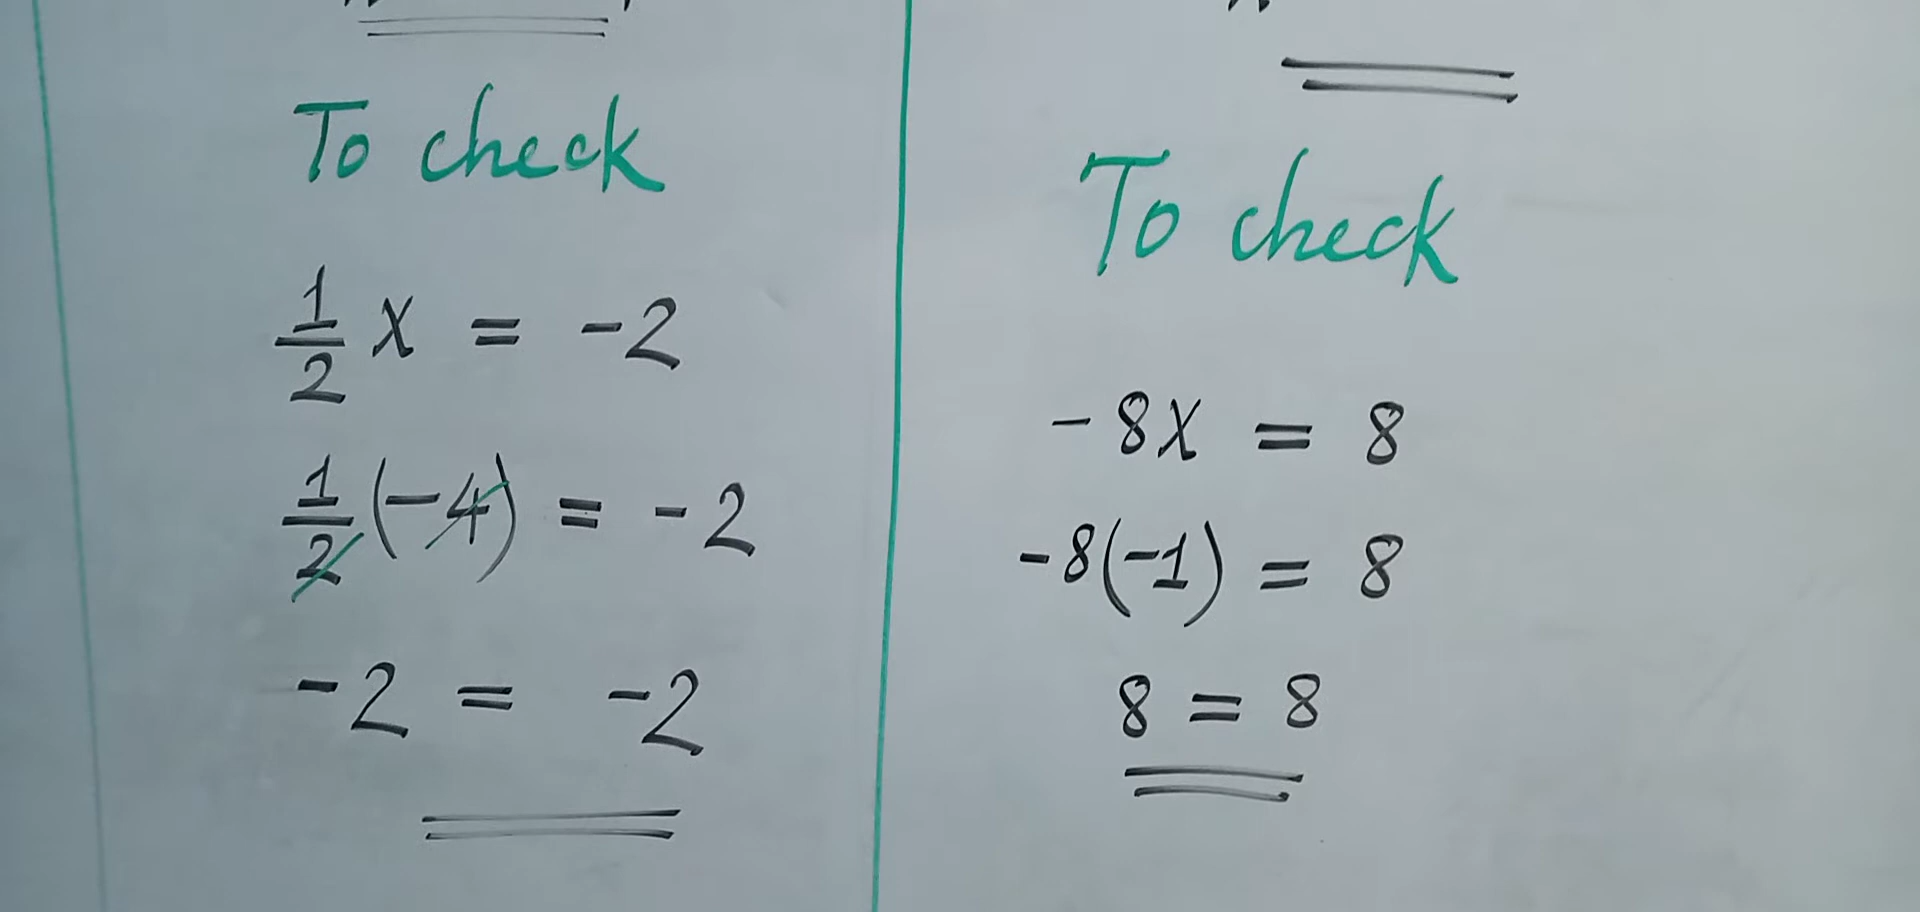 To check
1/2 x = -2
1/2 (-4) = -2
-2 = -2
To check
-8x = 8
-8(-1) = 8
8 = 8